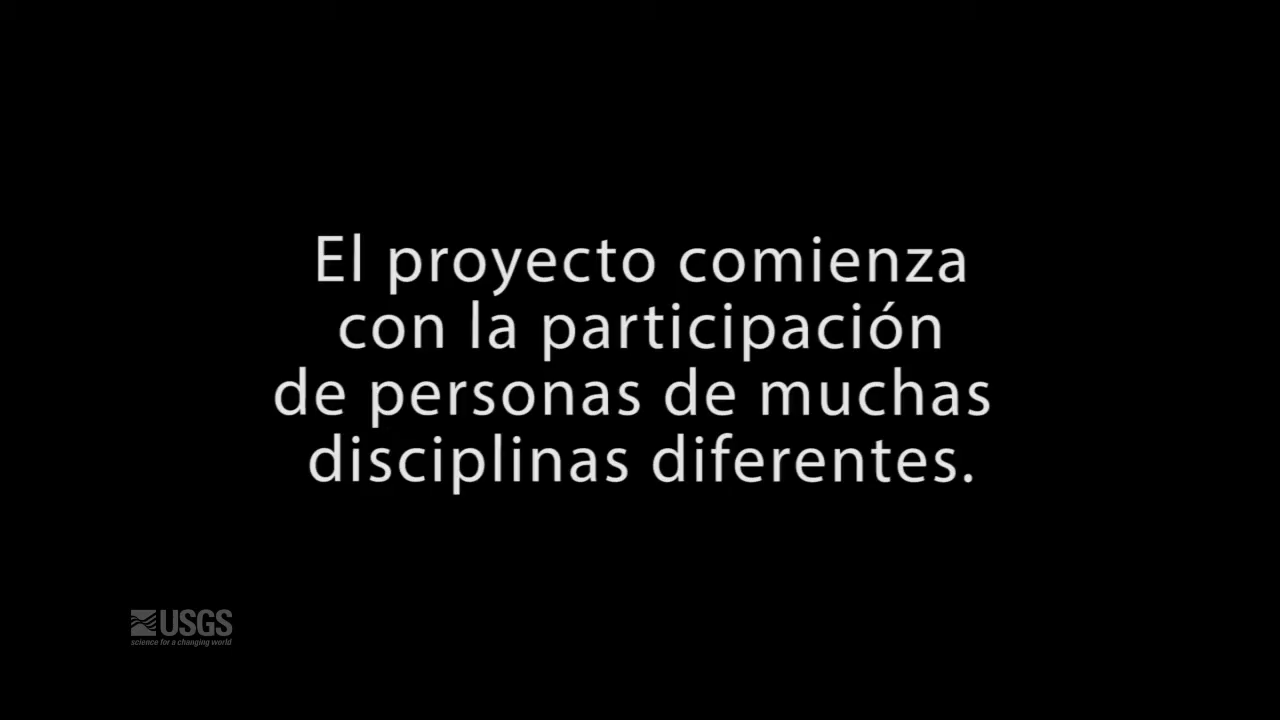 El proyecto comienza
con la participación
de personas de muchas
disciplinas diferentes.
USGS
science for a changing world